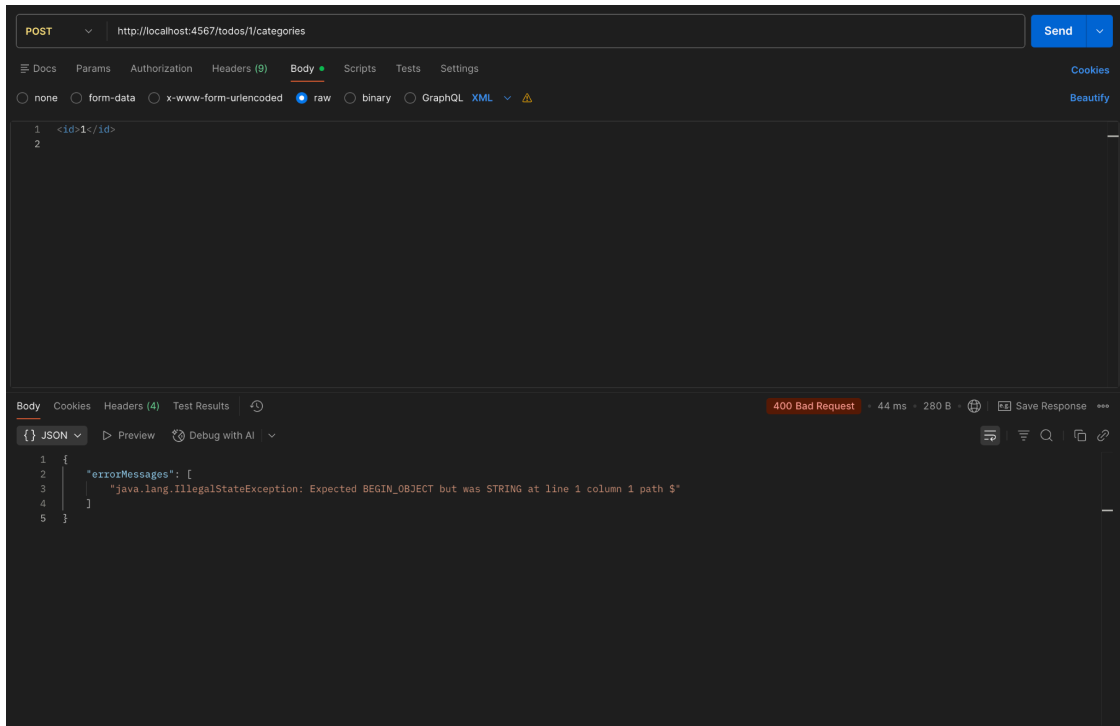 POST http://localhost:4567/todos/1/categories Send
Docs Params Authorization Headers (9) Body Scripts Tests Settings Cookies
none form-data x-www-form-urlencoded raw binary GraphQL XML Beautify
1 <id>1</id>
2
Body Cookies Headers (4) Test Results 400 Bad Request 44 ms 280 B Save Response
{} JSON Preview Debug with AI
1 {
2 "errorMessages": [
3 "java.lang.IllegalStateException: Expected BEGIN_OBJECT but was STRING at line 1 column 1 path $"
4 ]
5 }